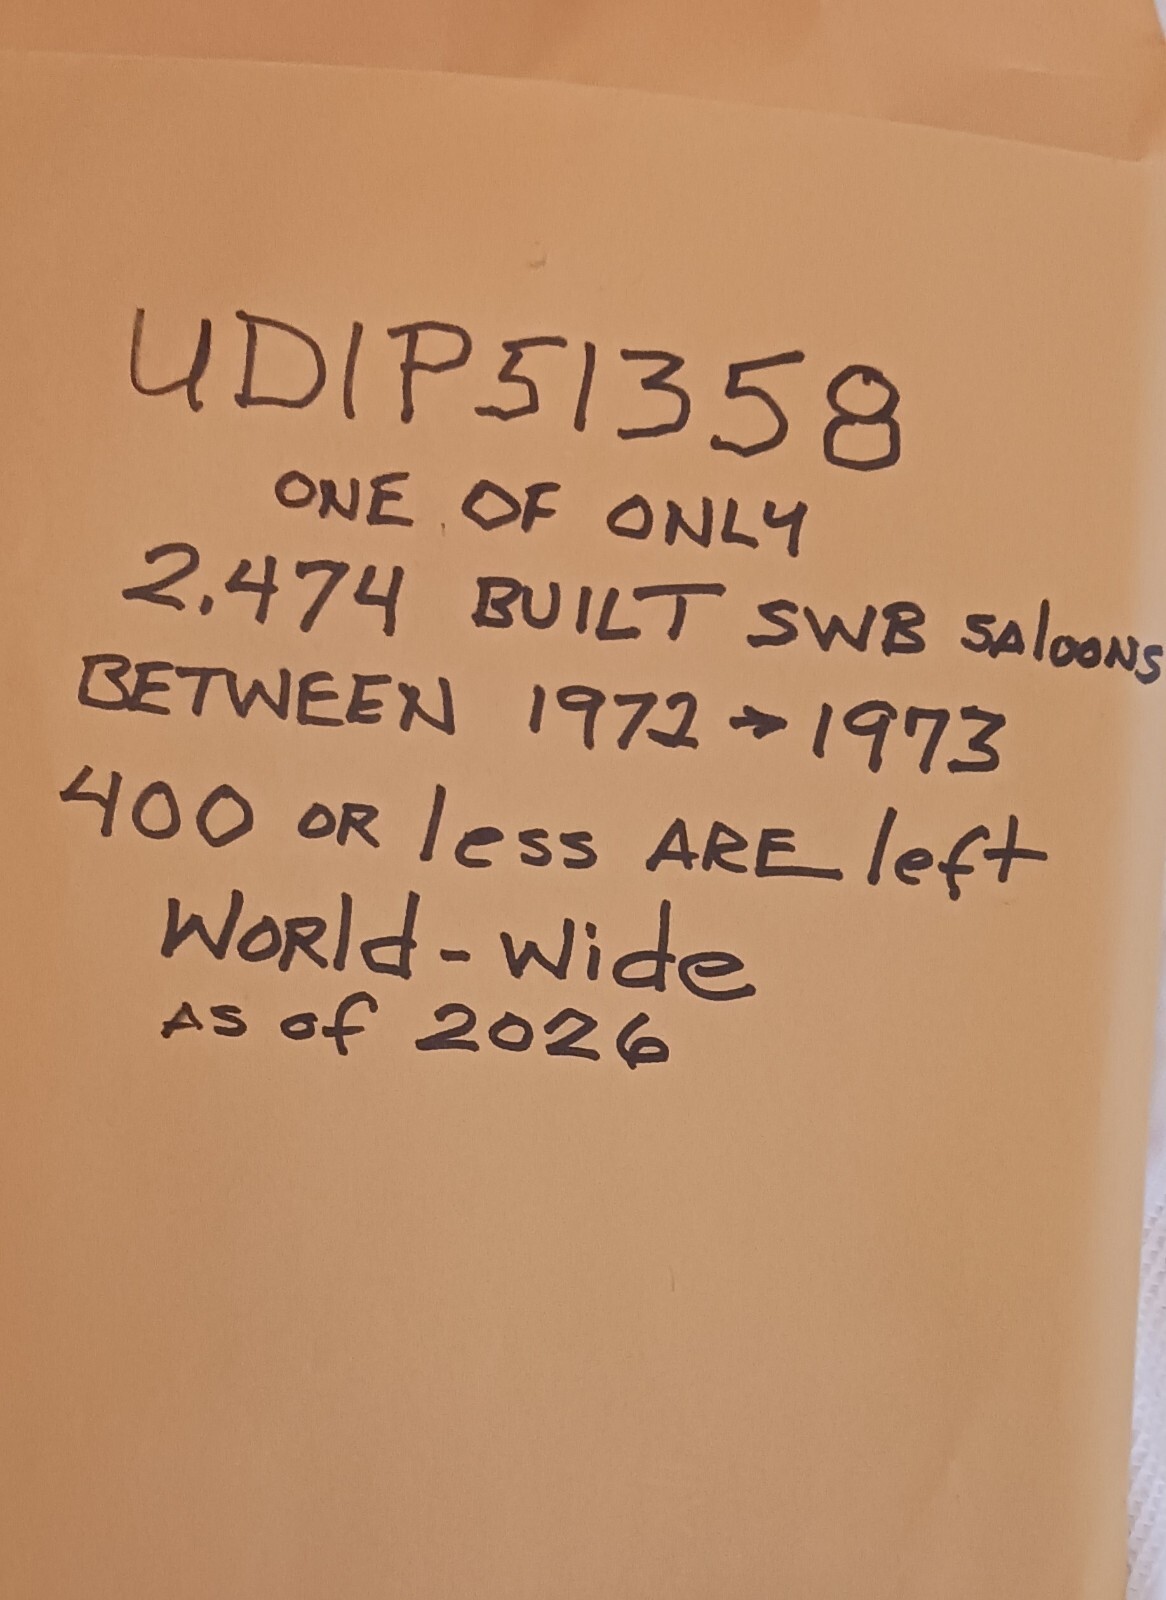 UD1P51358
ONE OF ONLY
2,474 BUILT SWB SAlOONS
BETWEEN 1972 → 1973
400 OR less ARE left
WORld-Wide
AS of 2026